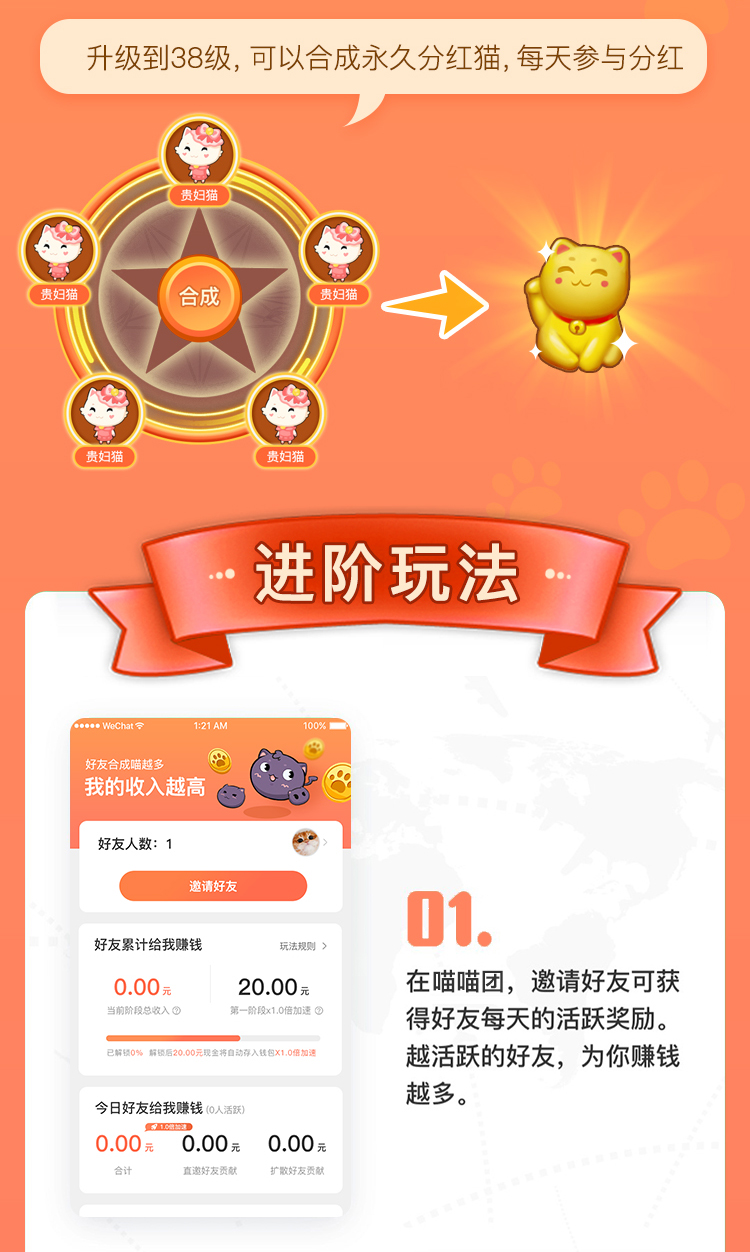 升级到38级, 可以合成永久分红猫, 每天参与分红
贵妇猫
贵妇猫
贵妇猫
合成
贵妇猫
贵妇猫
进阶玩法
WeChat 1:21 AM 100%
好友合成喵越多
我的收入越高
好友人数：1
邀请好友
好友累计给我赚钱 玩法规则
0.00元 20.00元
当前阶段总收入? 第一阶段x1.0倍加速?
已解锁0% 解锁后20.00元现金将自动存入钱包X1.0倍加速
今日好友给我赚钱(0人活跃)
1.0倍加速
0.00元 0.00元 0.00元
合计 直邀好友贡献 扩散好友贡献
01.
在喵喵团，邀请好友可获
得好友每天的活跃奖励。
越活跃的好友，为你赚钱
越多。